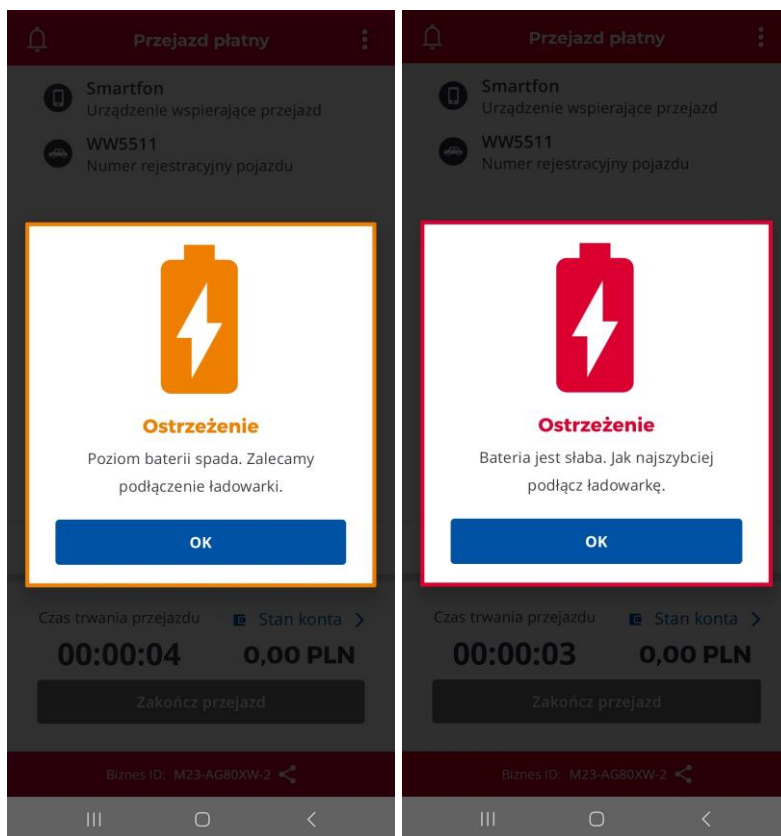 Przejazd płatny
Smartfon
Urządzenie wspierające przejazd
WW5511
Numer rejestracyjny pojazdu
Ostrzeżenie
Poziom baterii spada. Zalecamy
podłączenie ładowarki.
OK
Czas trwania przejazdu
Stan konta
00:00:04
0,00 PLN
Zakończ przejazd
Biznes ID: M23-AG80XW-2
Przejazd płatny
Smartfon
Urządzenie wspierające przejazd
WW5511
Numer rejestracyjny pojazdu
Ostrzeżenie
Bateria jest słaba. Jak najszybciej
podłącz ładowarkę.
OK
Czas trwania przejazdu
Stan konta
00:00:03
0,00 PLN
Zakończ przejazd
Biznes ID: M23-AG80XW-2